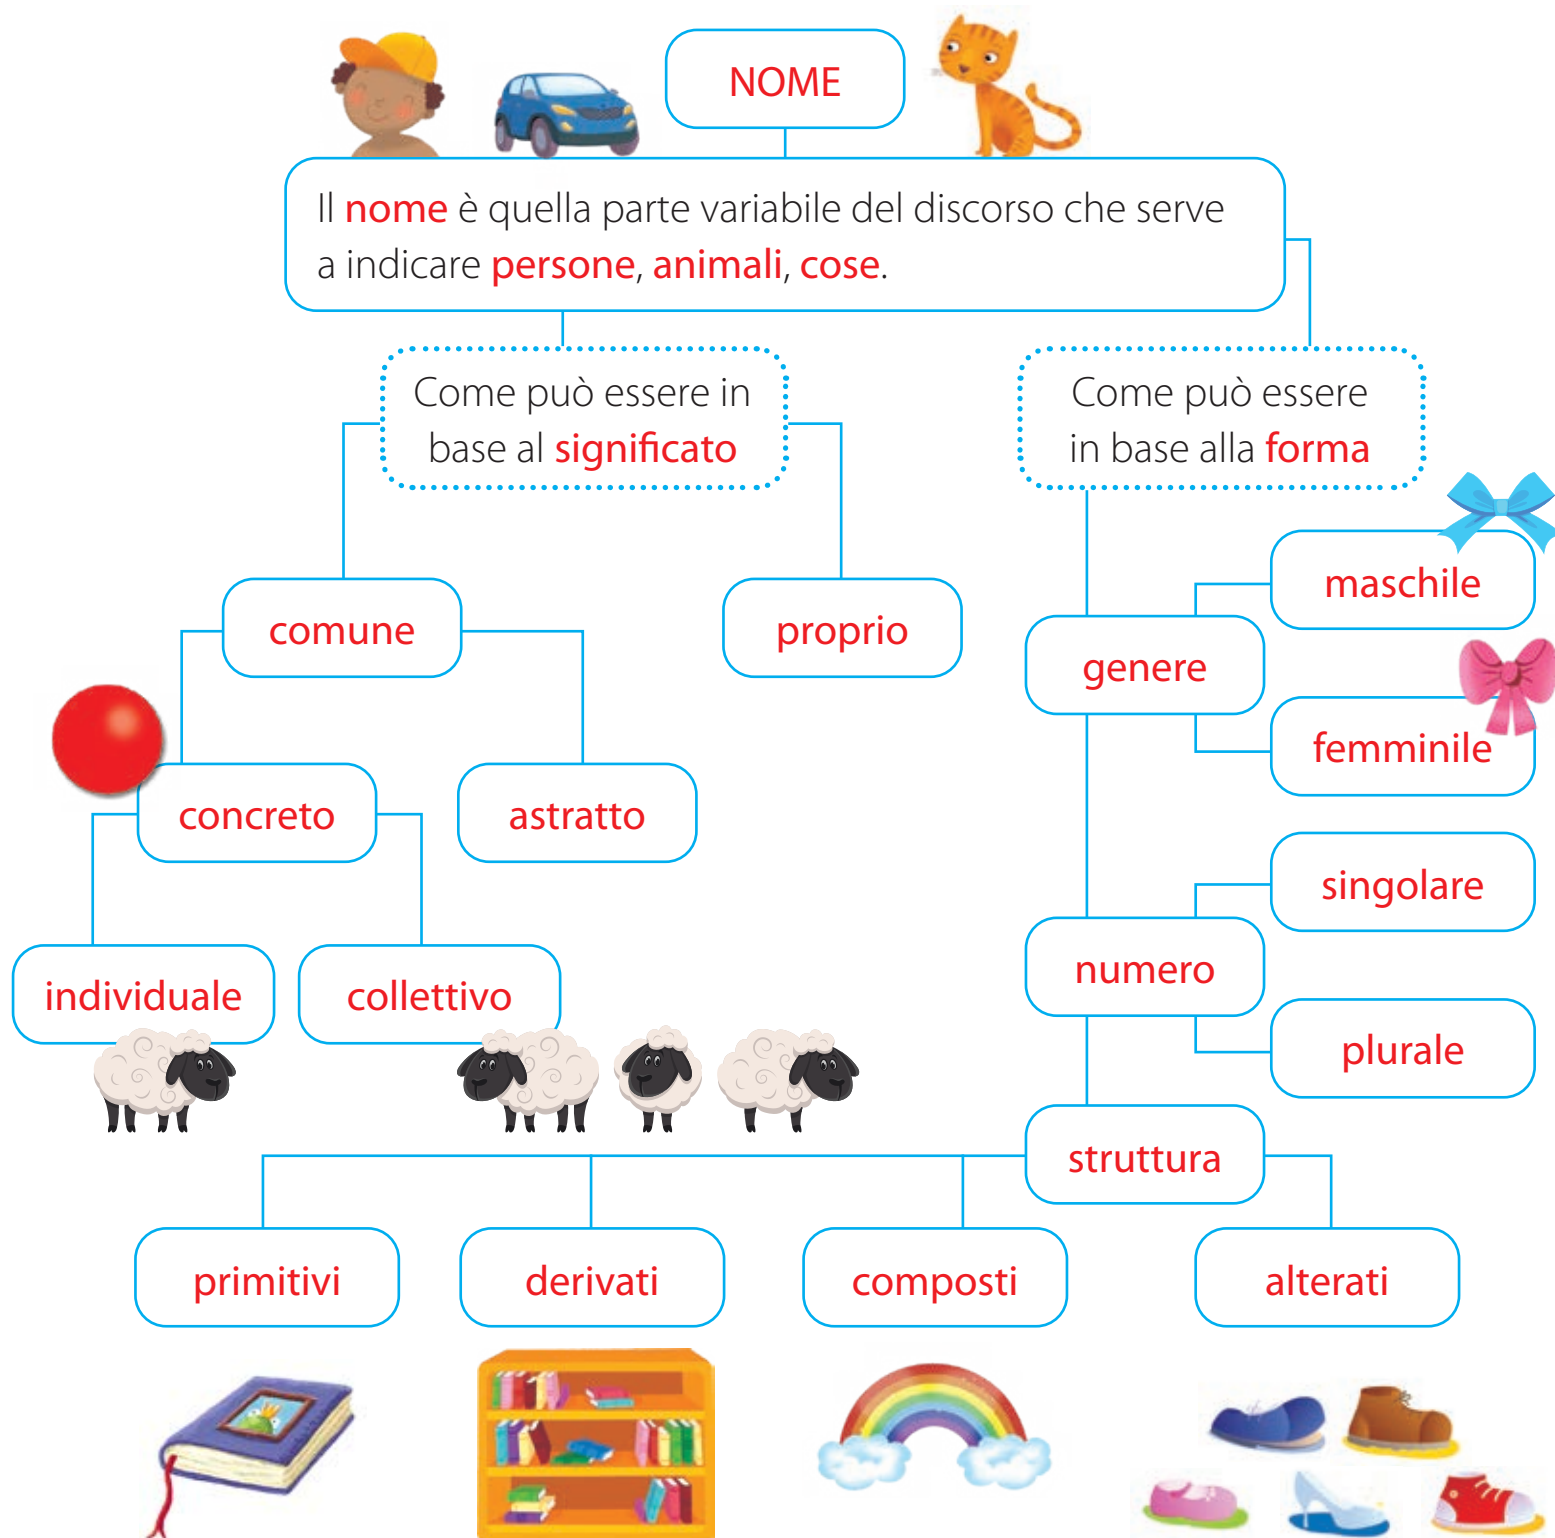 NOME
Il nome è quella parte variabile del discorso che serve
a indicare persone, animali, cose.
Come può essere in
base al significato
Come può essere
in base alla forma
comune
proprio
concreto
astratto
individuale
collettivo
genere
maschile
femminile
numero
singolare
plurale
struttura
primitivi
derivati
composti
alterati